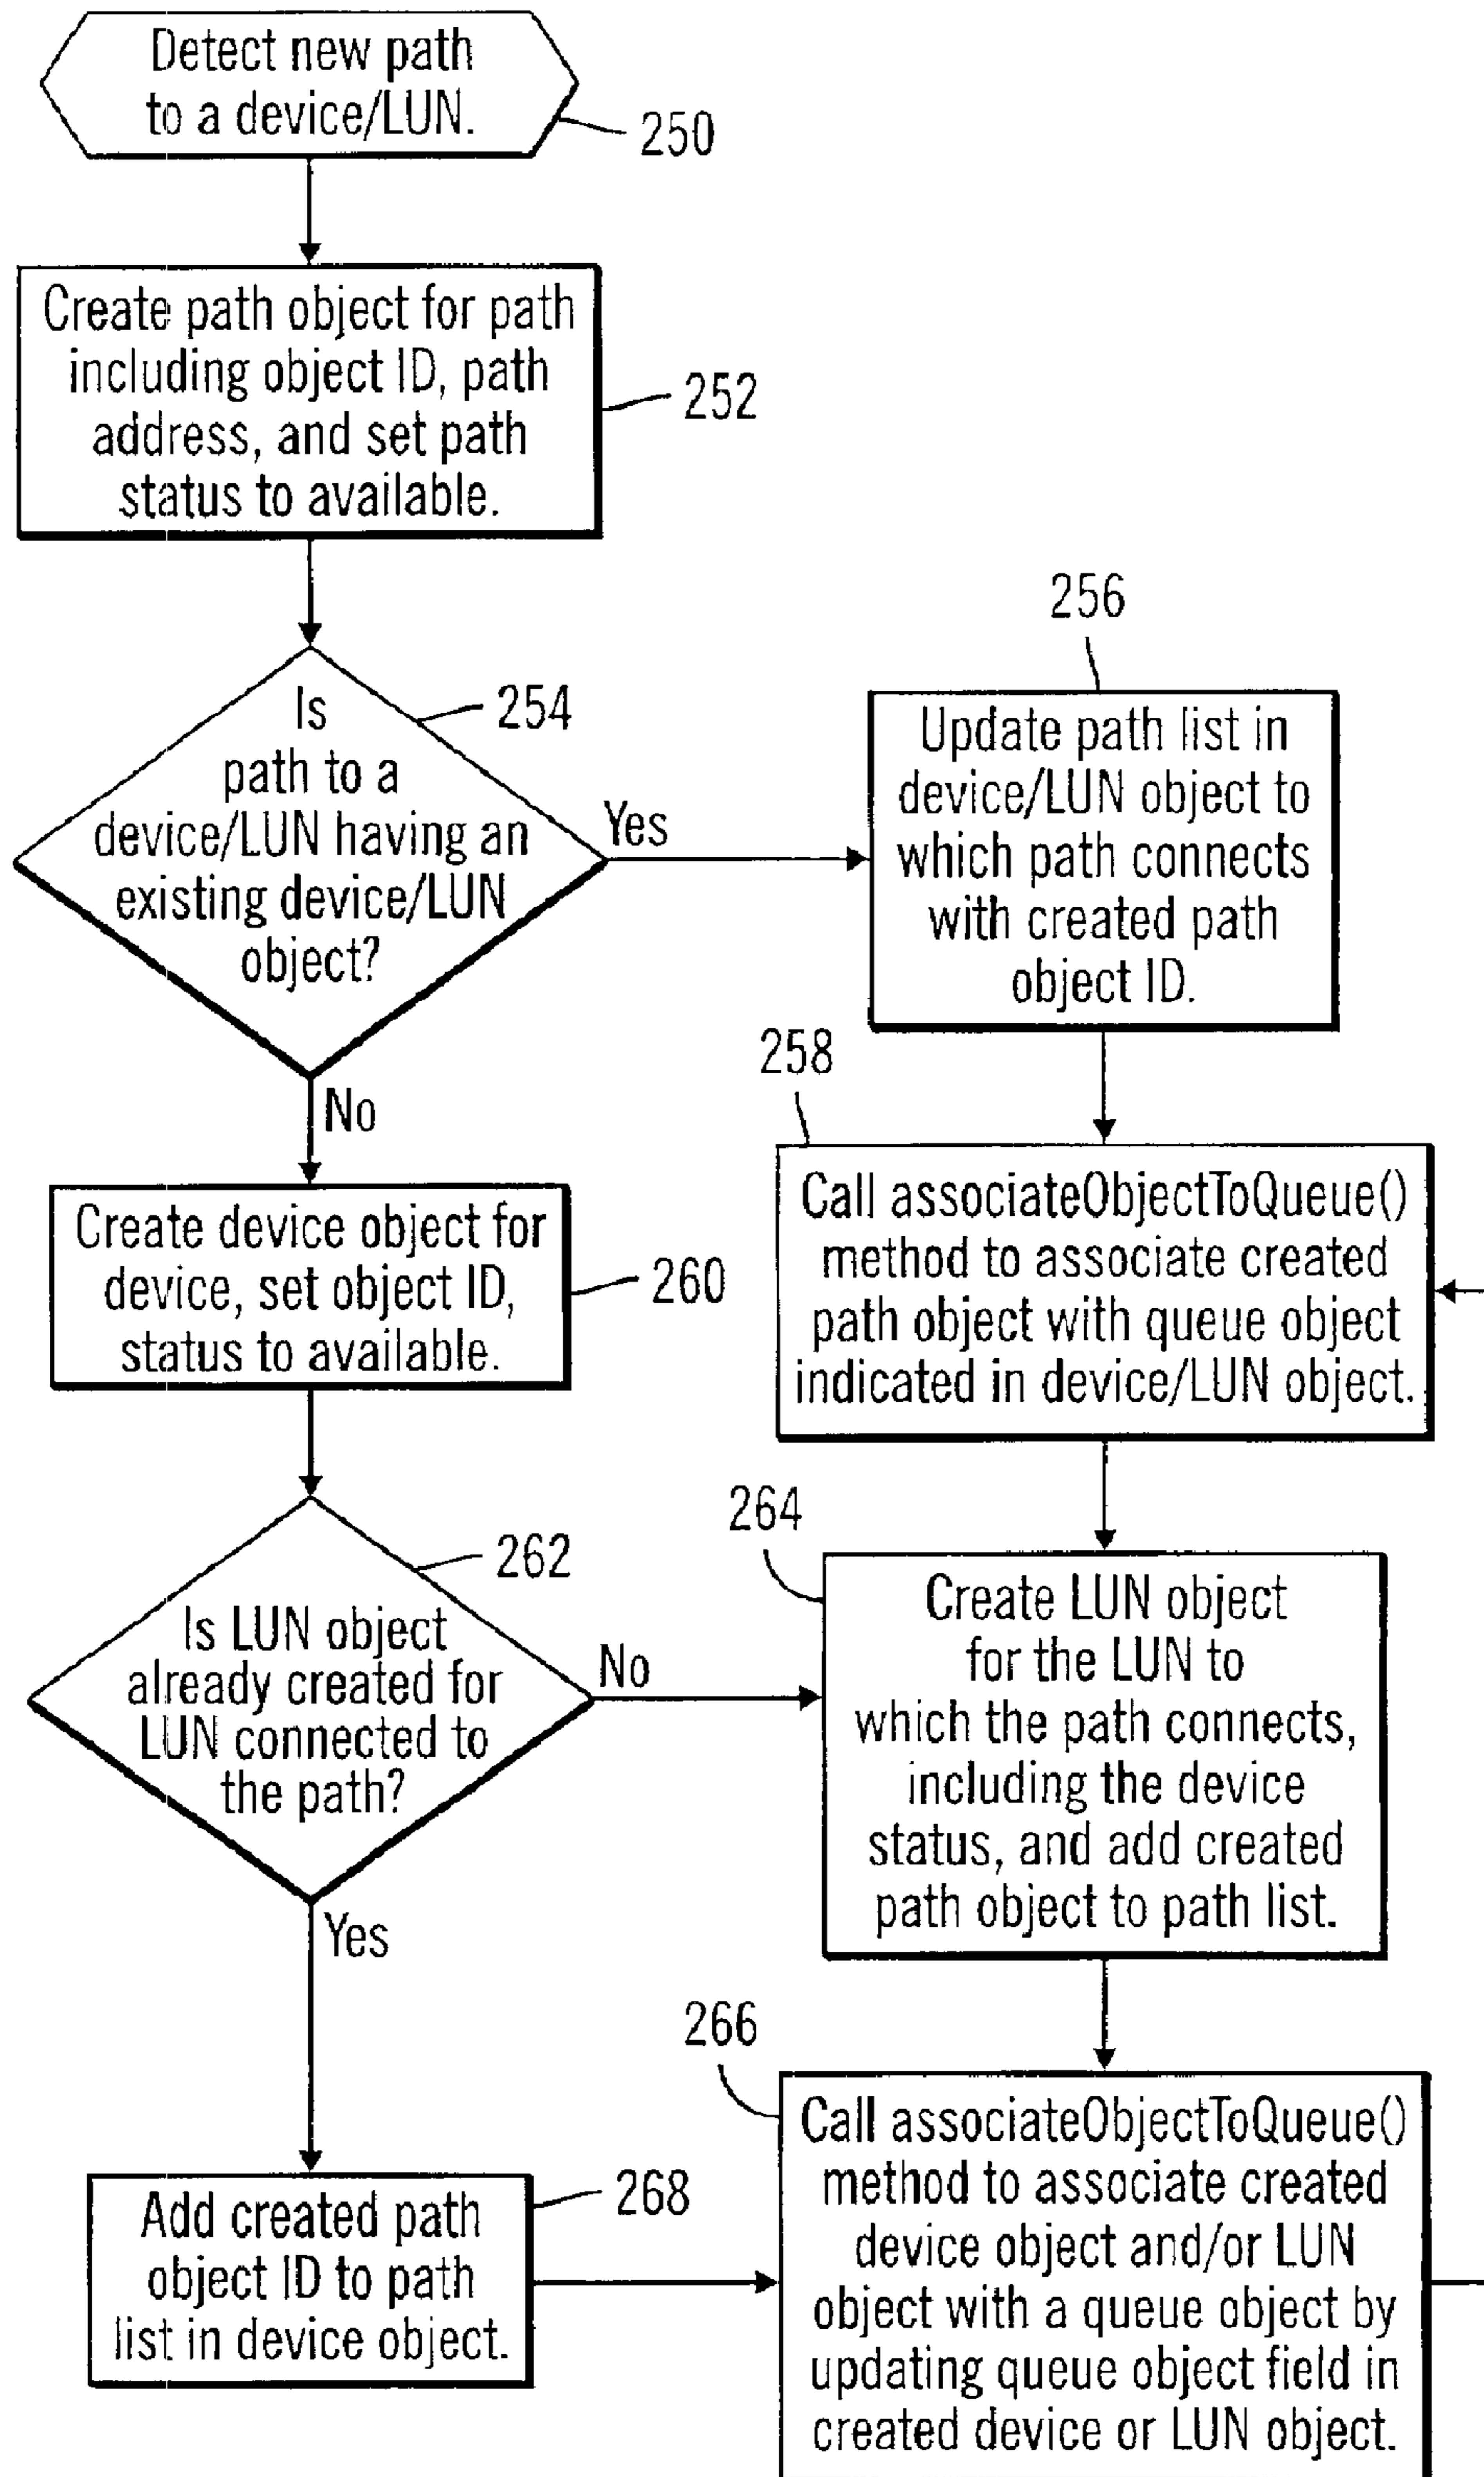 Detect new path
to a device/LUN.
250
Create path object for path
including object ID, path
address, and set path
status to available.
252
Is
path to a
device/LUN having an
existing device/LUN
object?
254
Yes
No
256
Update path list in
device/LUN object to
which path connects
with created path
object ID.
258
Call associateObjectToQueue()
method to associate created
path object with queue object
indicated in device/LUN object.
Create device object for
device, set object ID,
status to available.
260
262
Is LUN object
already created for
LUN connected to
the path?
No
Yes
264
Create LUN object
for the LUN to
which the path connects,
including the device
status, and add created
path object to path list.
266
Call associateObjectToQueue()
method to associate created
device object and/or LUN
object with a queue object by
updating queue object field in
created device or LUN object.
Add created path
object ID to path
list in device object.
268